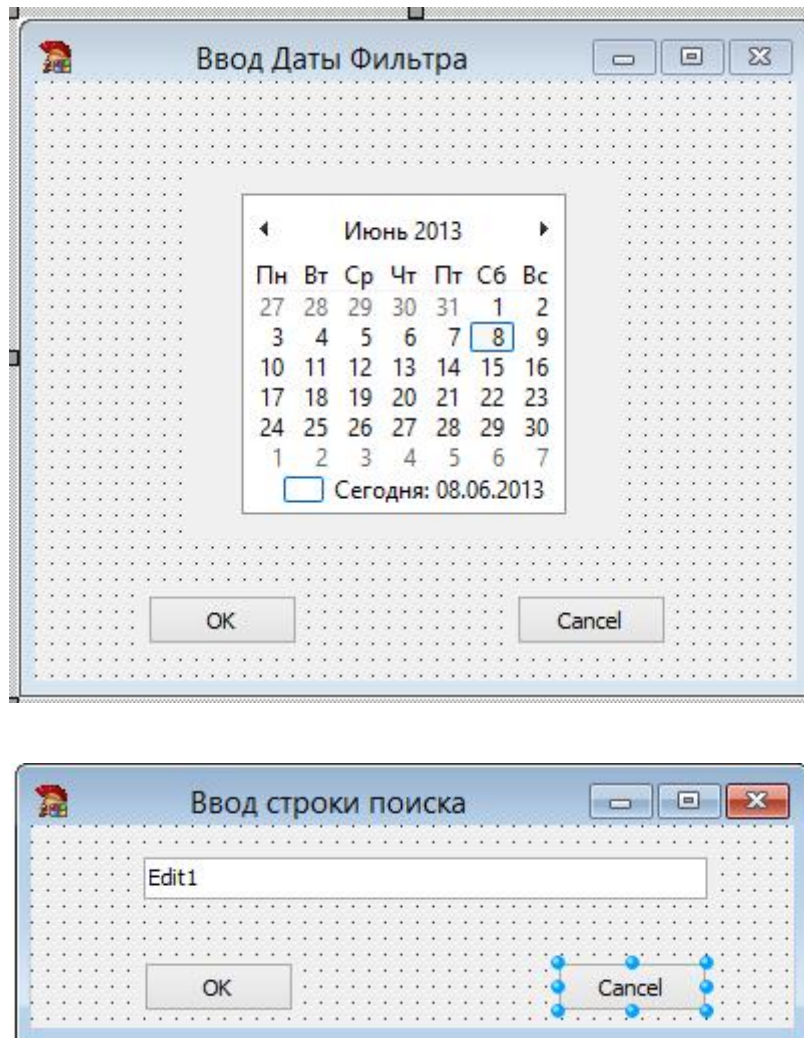 Ввод Даты Фильтра
Июнь 2013
Пн Вт Ср Чт Пт Сб Вс
27 28 29 30 31 1 2
3 4 5 6 7 8 9
10 11 12 13 14 15 16
17 18 19 20 21 22 23
24 25 26 27 28 29 30
1 2 3 4 5 6 7
Сегодня: 08.06.2013
OK Cancel
Ввод строки поиска
Edit1
OK Cancel